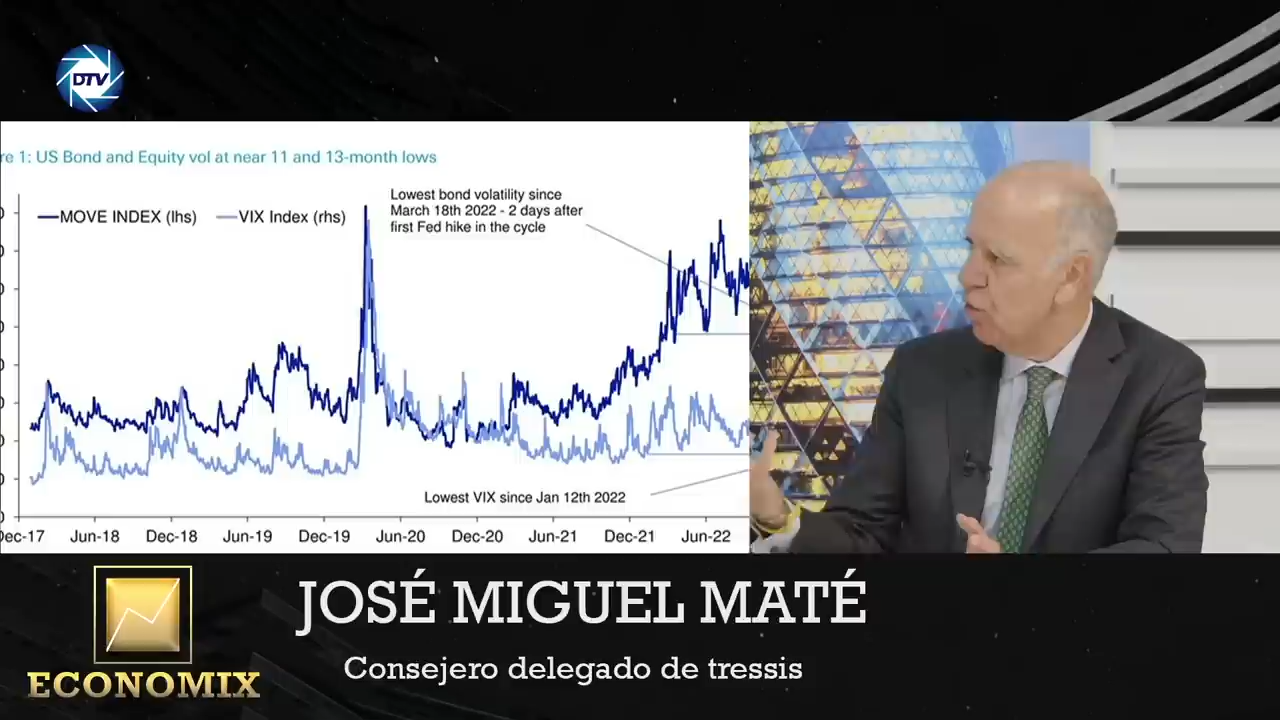 DTV
re 1: US Bond and Equity vol at near 11 and 13-month lows
MOVE INDEX (lhs)
VIX Index (rhs)
Lowest bond volatility since
March 18th 2022 - 2 days after
first Fed hike in the cycle
Lowest VIX since Jan 12th 2022
Dec-17 Jun-18 Dec-18 Jun-19 Dec-19 Jun-20 Dec-20 Jun-21 Dec-21 Jun-22
JOSÉ MIGUEL MATÉ
Consejero delegado de tressis
ECONOMIX